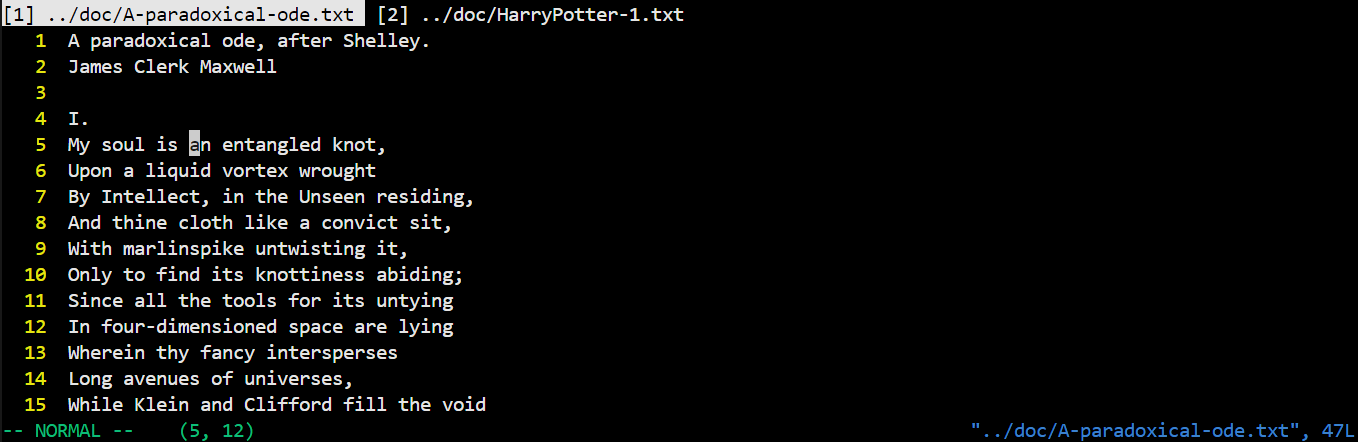 [1] ../doc/A-paradoxical-ode.txt [2] ../doc/HarryPotter-1.txt
1 A paradoxical ode, after Shelley.
2 James Clerk Maxwell
3
4 I.
5 My soul is an entangled knot,
6 Upon a liquid vortex wrought
7 By Intellect, in the Unseen residing,
8 And thine cloth like a convict sit,
9 With marlinspike untwisting it,
10 Only to find its knottiness abiding;
11 Since all the tools for its untying
12 In four-dimensioned space are lying
13 Wherein thy fancy intersperses
14 Long avenues of universes,
15 While Klein and Clifford fill the void
-- NORMAL -- (5, 12) "../doc/A-paradoxical-ode.txt", 47L